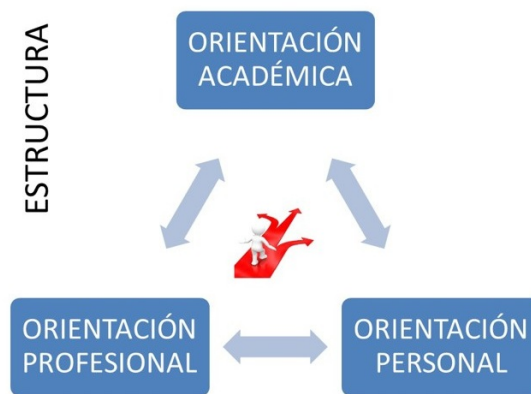 ESTRUCTURA
ORIENTACIÓN
ACADÉMICA
ORIENTACIÓN
PROFESIONAL
ORIENTACIÓN
PERSONAL